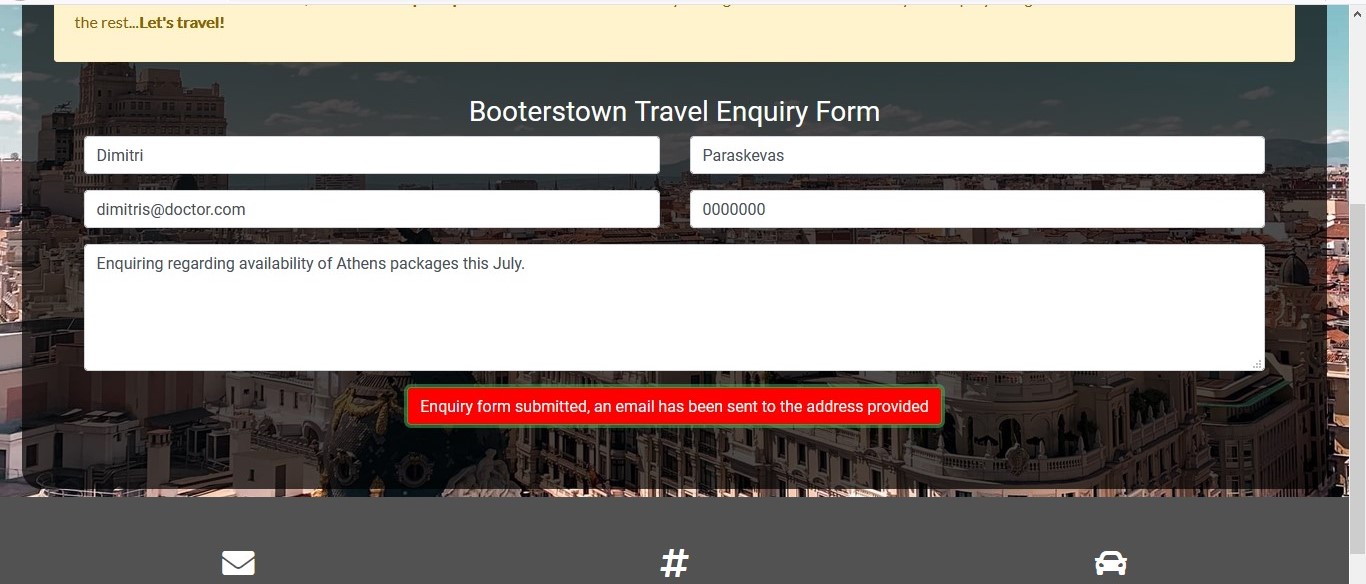 the rest...Let's travel!
Booterstown Travel Enquiry Form
Dimitri
Paraskevas
dimitris@doctor.com
0000000
Enquiring regarding availability of Athens packages this July.
Enquiry form submitted, an email has been sent to the address provided
#